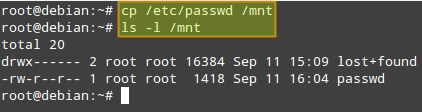 root@debian:~# cp /etc/passwd /mnt
root@debian:~# ls -l /mnt
total 20
drwx------ 2 root root 16384 Sep 11 15:09 lost+found
-rw-r--r-- 1 root root  1418 Sep 11 16:04 passwd
root@debian:~#